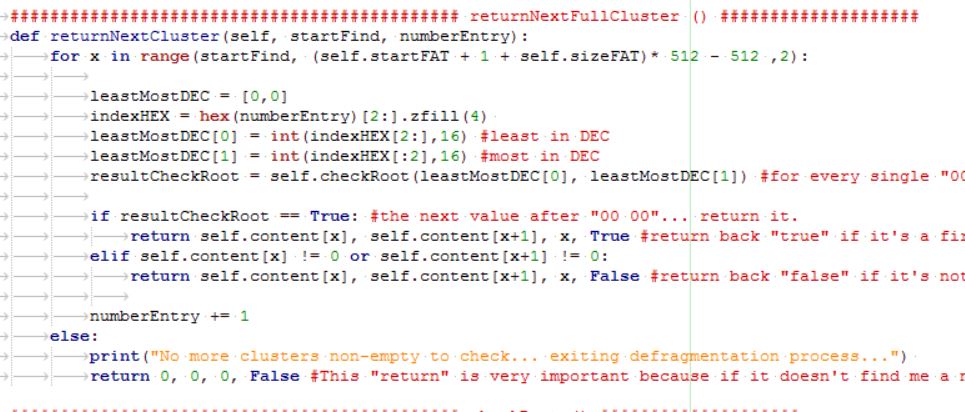 ############################################# returnNextFullCluster () ####################
def returnNextCluster(self, startFind, numberEntry):
for x in range(startFind, (self.startFAT + 1 + self.sizeFAT)* 512 - 512 ,2):
leastMostDEC = [0,0]
indexHEX = hex(numberEntry)[2:].zfill(4)
leastMostDEC[0] = int(indexHEX[2:],16) #least in DEC
leastMostDEC[1] = int(indexHEX[:2],16) #most in DEC
resultCheckRoot = self.checkRoot(leastMostDEC[0], leastMostDEC[1]) #for every single "00
if resultCheckRoot == True: #the next value after "00 00"... return it.
return self.content[x], self.content[x+1], x, True #return back "true" if it's a fi
elif self.content[x] != 0 or self.content[x+1] != 0:
return self.content[x], self.content[x+1], x, False #return back "false" if it's not
numberEntry += 1
else:
print("No more clusters non-empty to check... exiting defragmentation process...")
return 0, 0, 0, False #This "return" is very important because if it doesn't find me a